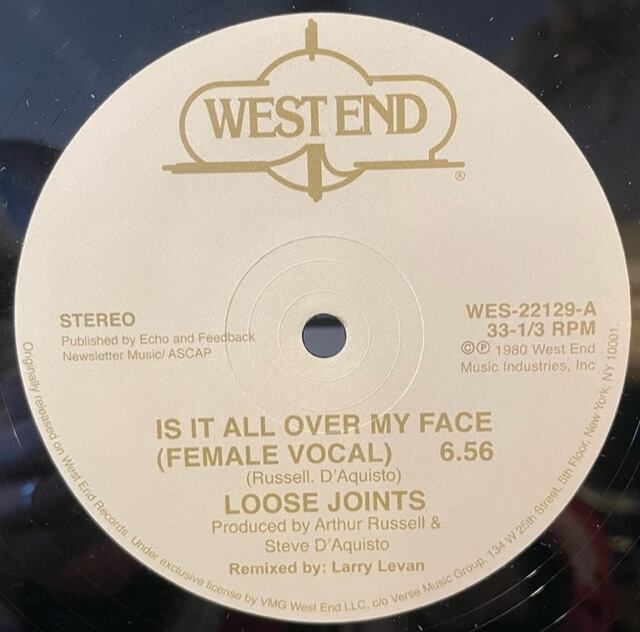 WEST END
®
STEREO
Published by Echo and Feedback
Newsletter Music/ ASCAP
WES-22129-A
33-1/3 RPM
©℗ 1980 West End
Music Industries, Inc
IS IT ALL OVER MY FACE
(FEMALE VOCAL) 6.56
(Russell. D'Aquisto)
LOOSE JOINTS
Produced by Arthur Russell &
Steve D'Aquisto
Remixed by: Larry Levan
Originally released on West End Records. Under exclusive license by VMG West End LLC, c/o Verse Music Group, 134 W 25th Street, 5th Floor, New York, NY 10001.